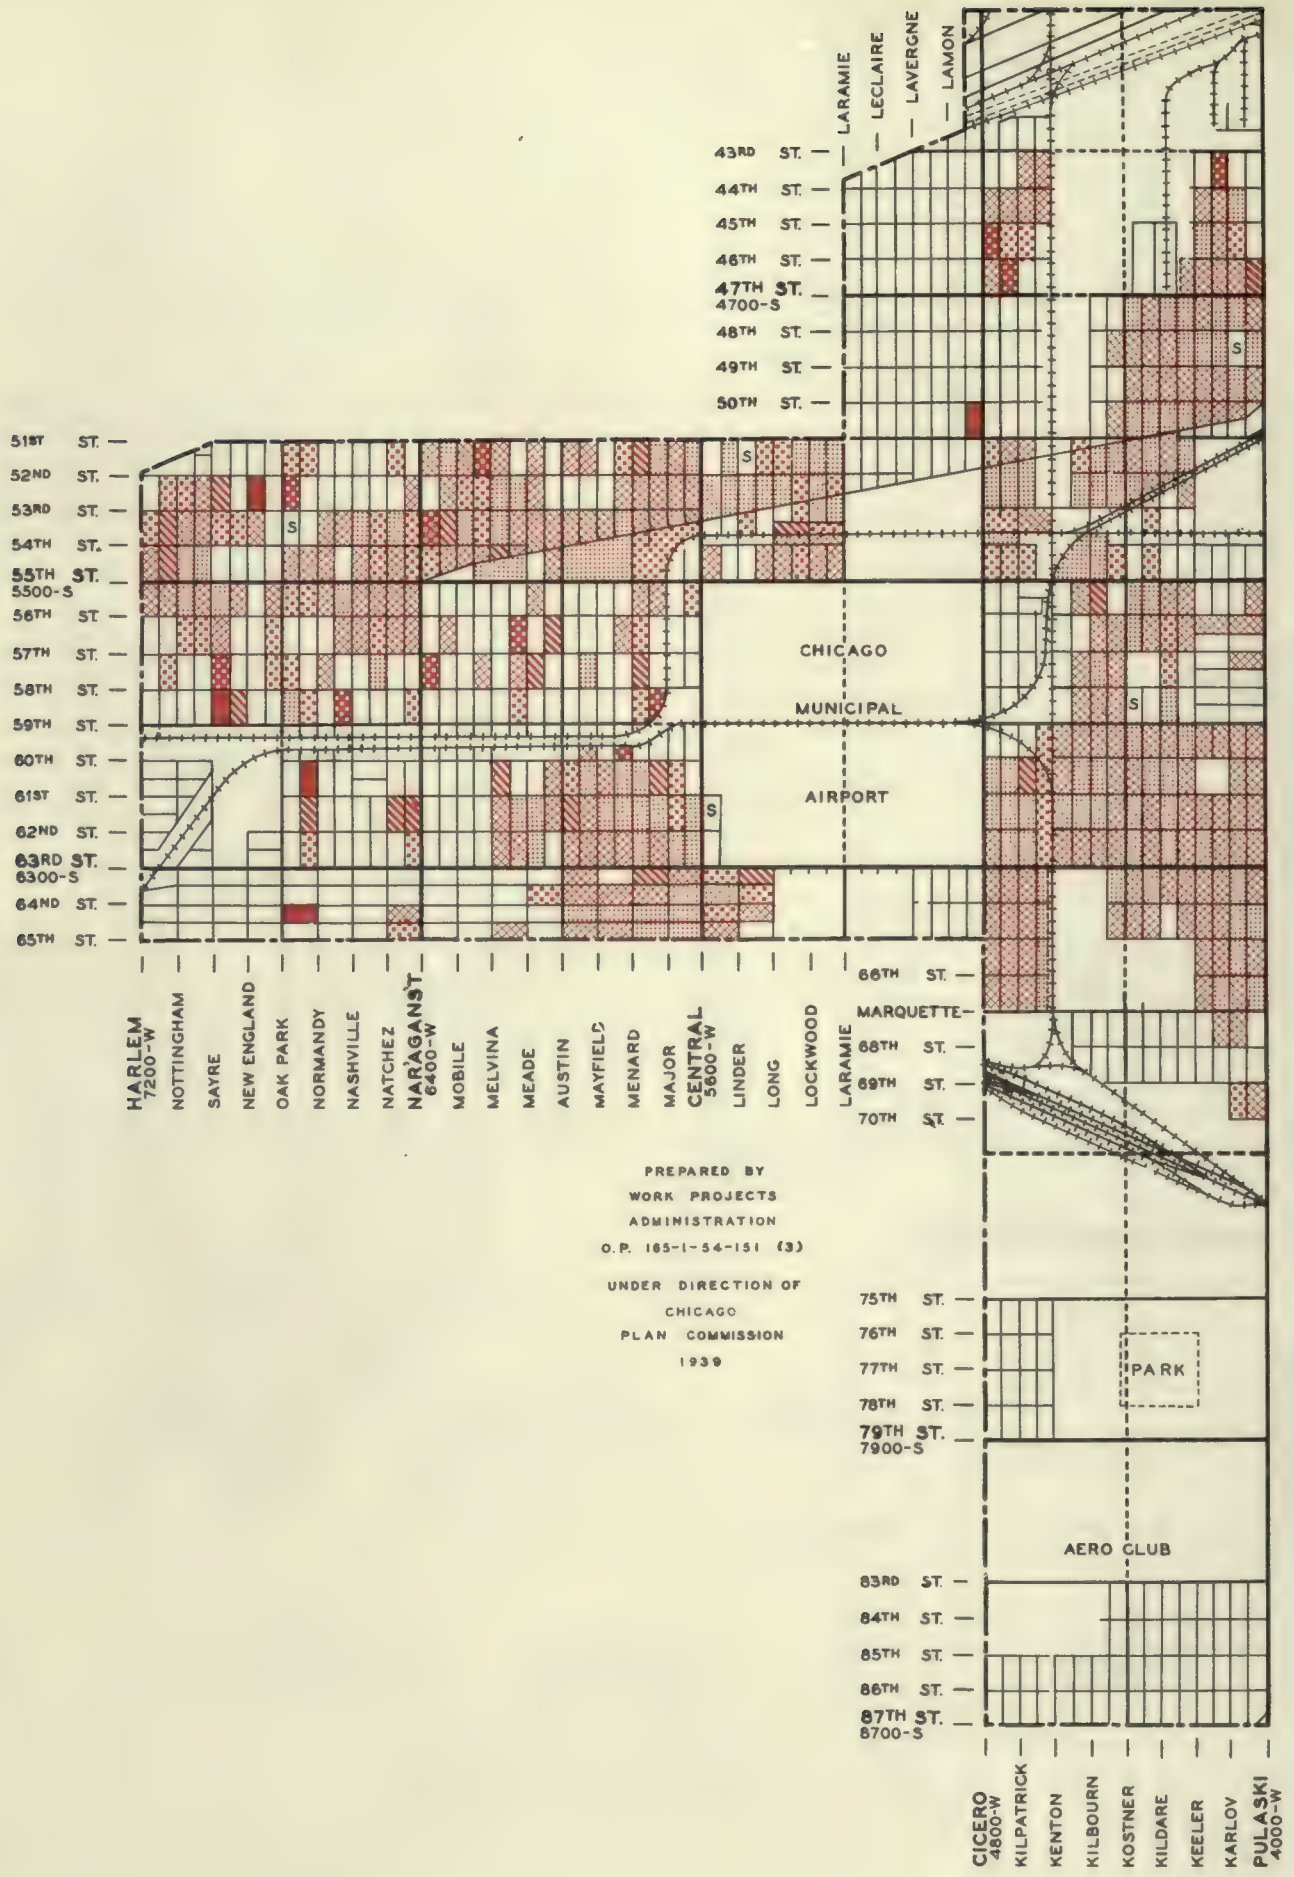 LARAMIE
LECLAIRE
LAVERGNE
LAMON
43RD ST.
44TH ST.
45TH ST.
46TH ST.
47TH ST.
4700-S
48TH ST.
49TH ST.
50TH ST.
S
51ST ST.
52ND ST.
53RD ST.
54TH ST.
55TH ST.
5500-S
56TH ST.
57TH ST.
58TH ST.
59TH ST.
60TH ST.
61ST ST.
62ND ST.
63RD ST.
6300-S
64TH ST.
65TH ST.
S
S
S
S
CHICAGO
MUNICIPAL
AIRPORT
HARLEM
7200-W
NOTTINGHAM
SAYRE
NEW ENGLAND
OAK PARK
NORMANDY
NASHVILLE
NATCHEZ
NAR'AGANS'T
6400-W
MOBILE
MELVINA
MEADE
AUSTIN
MAYFIELD
MENARD
MAJOR
CENTRAL
5600-W
LINDER
LONG
LOCKWOOD
LARAMIE
66TH ST.
MARQUETTE
68TH ST.
69TH ST.
70TH ST.
PREPARED BY
WORK PROJECTS
ADMINISTRATION
O.P. 165-1-54-151 (3)
UNDER DIRECTION OF
CHICAGO
PLAN COMMISSION
1939
75TH ST.
76TH ST.
77TH ST.
78TH ST.
79TH ST.
7900-S
PARK
AERO CLUB
83RD ST.
84TH ST.
85TH ST.
86TH ST.
87TH ST.
8700-S
CICERO
4800-W
KILPATRICK
KENTON
KILBOURN
KOSTNER
KILDARE
KEELER
KARLOV
PULASKI
4000-W